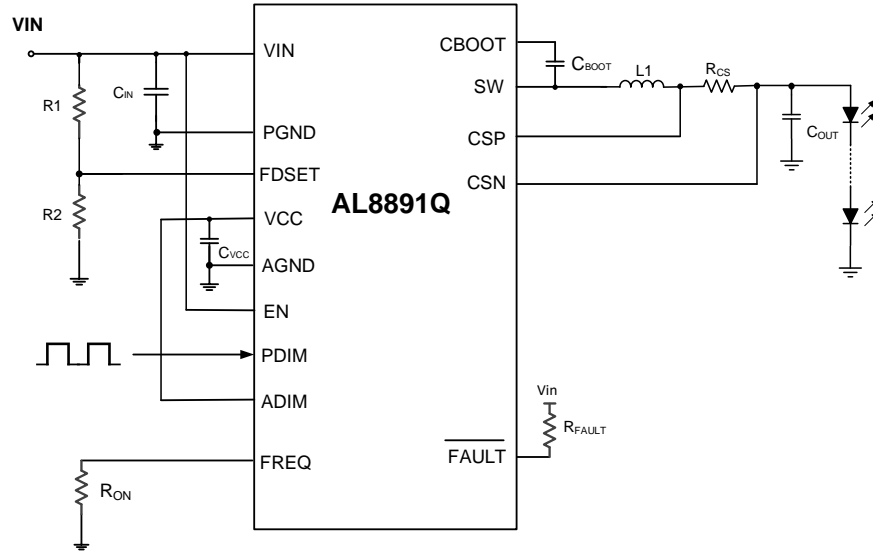 VIN
VIN
CBOOT
CBOOT
L1
RCS
R1
CIN
SW
PGND
CSP
COUT
FDSET
CSN
AL8891Q
R2
VCC
CVCC
AGND
EN
PDIM
ADIM
Vin
RFAULT
FAULT
FREQ
RON